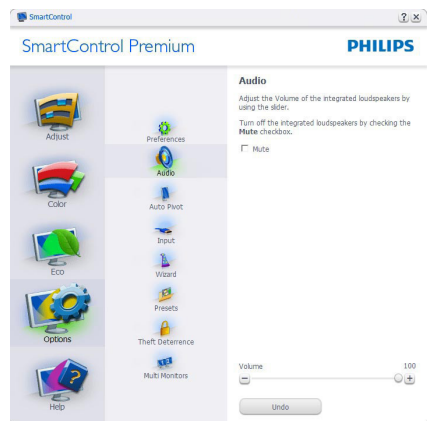 SmartControl
SmartControl Premium
PHILIPS
Adjust
Color
Eco
Options
Help
Preferences
Audio
Auto Pivot
Input
Wizard
Presets
Theft Deterrence
Multi Monitors
Audio
Adjust the Volume of the integrated loudspeakers by
using the slider.
Turn off the integrated loudspeakers by checking the
Mute checkbox.
Mute
Volume 100
Undo